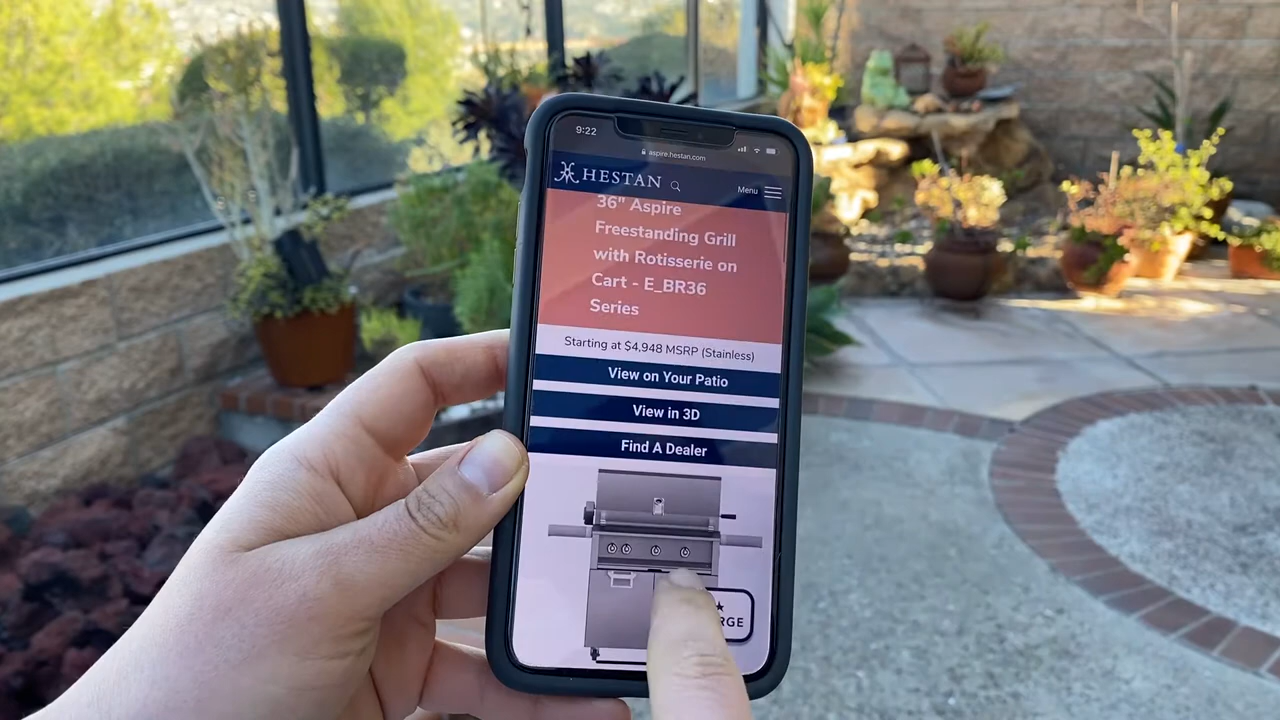 9:22
aspire.hestan.com
HESTAN
Menu
36" Aspire
Freestanding Grill
with Rotisserie on
Cart - E_BR36
Series
Starting at $4,948 MSRP (Stainless)
View on Your Patio
View in 3D
Find A Dealer